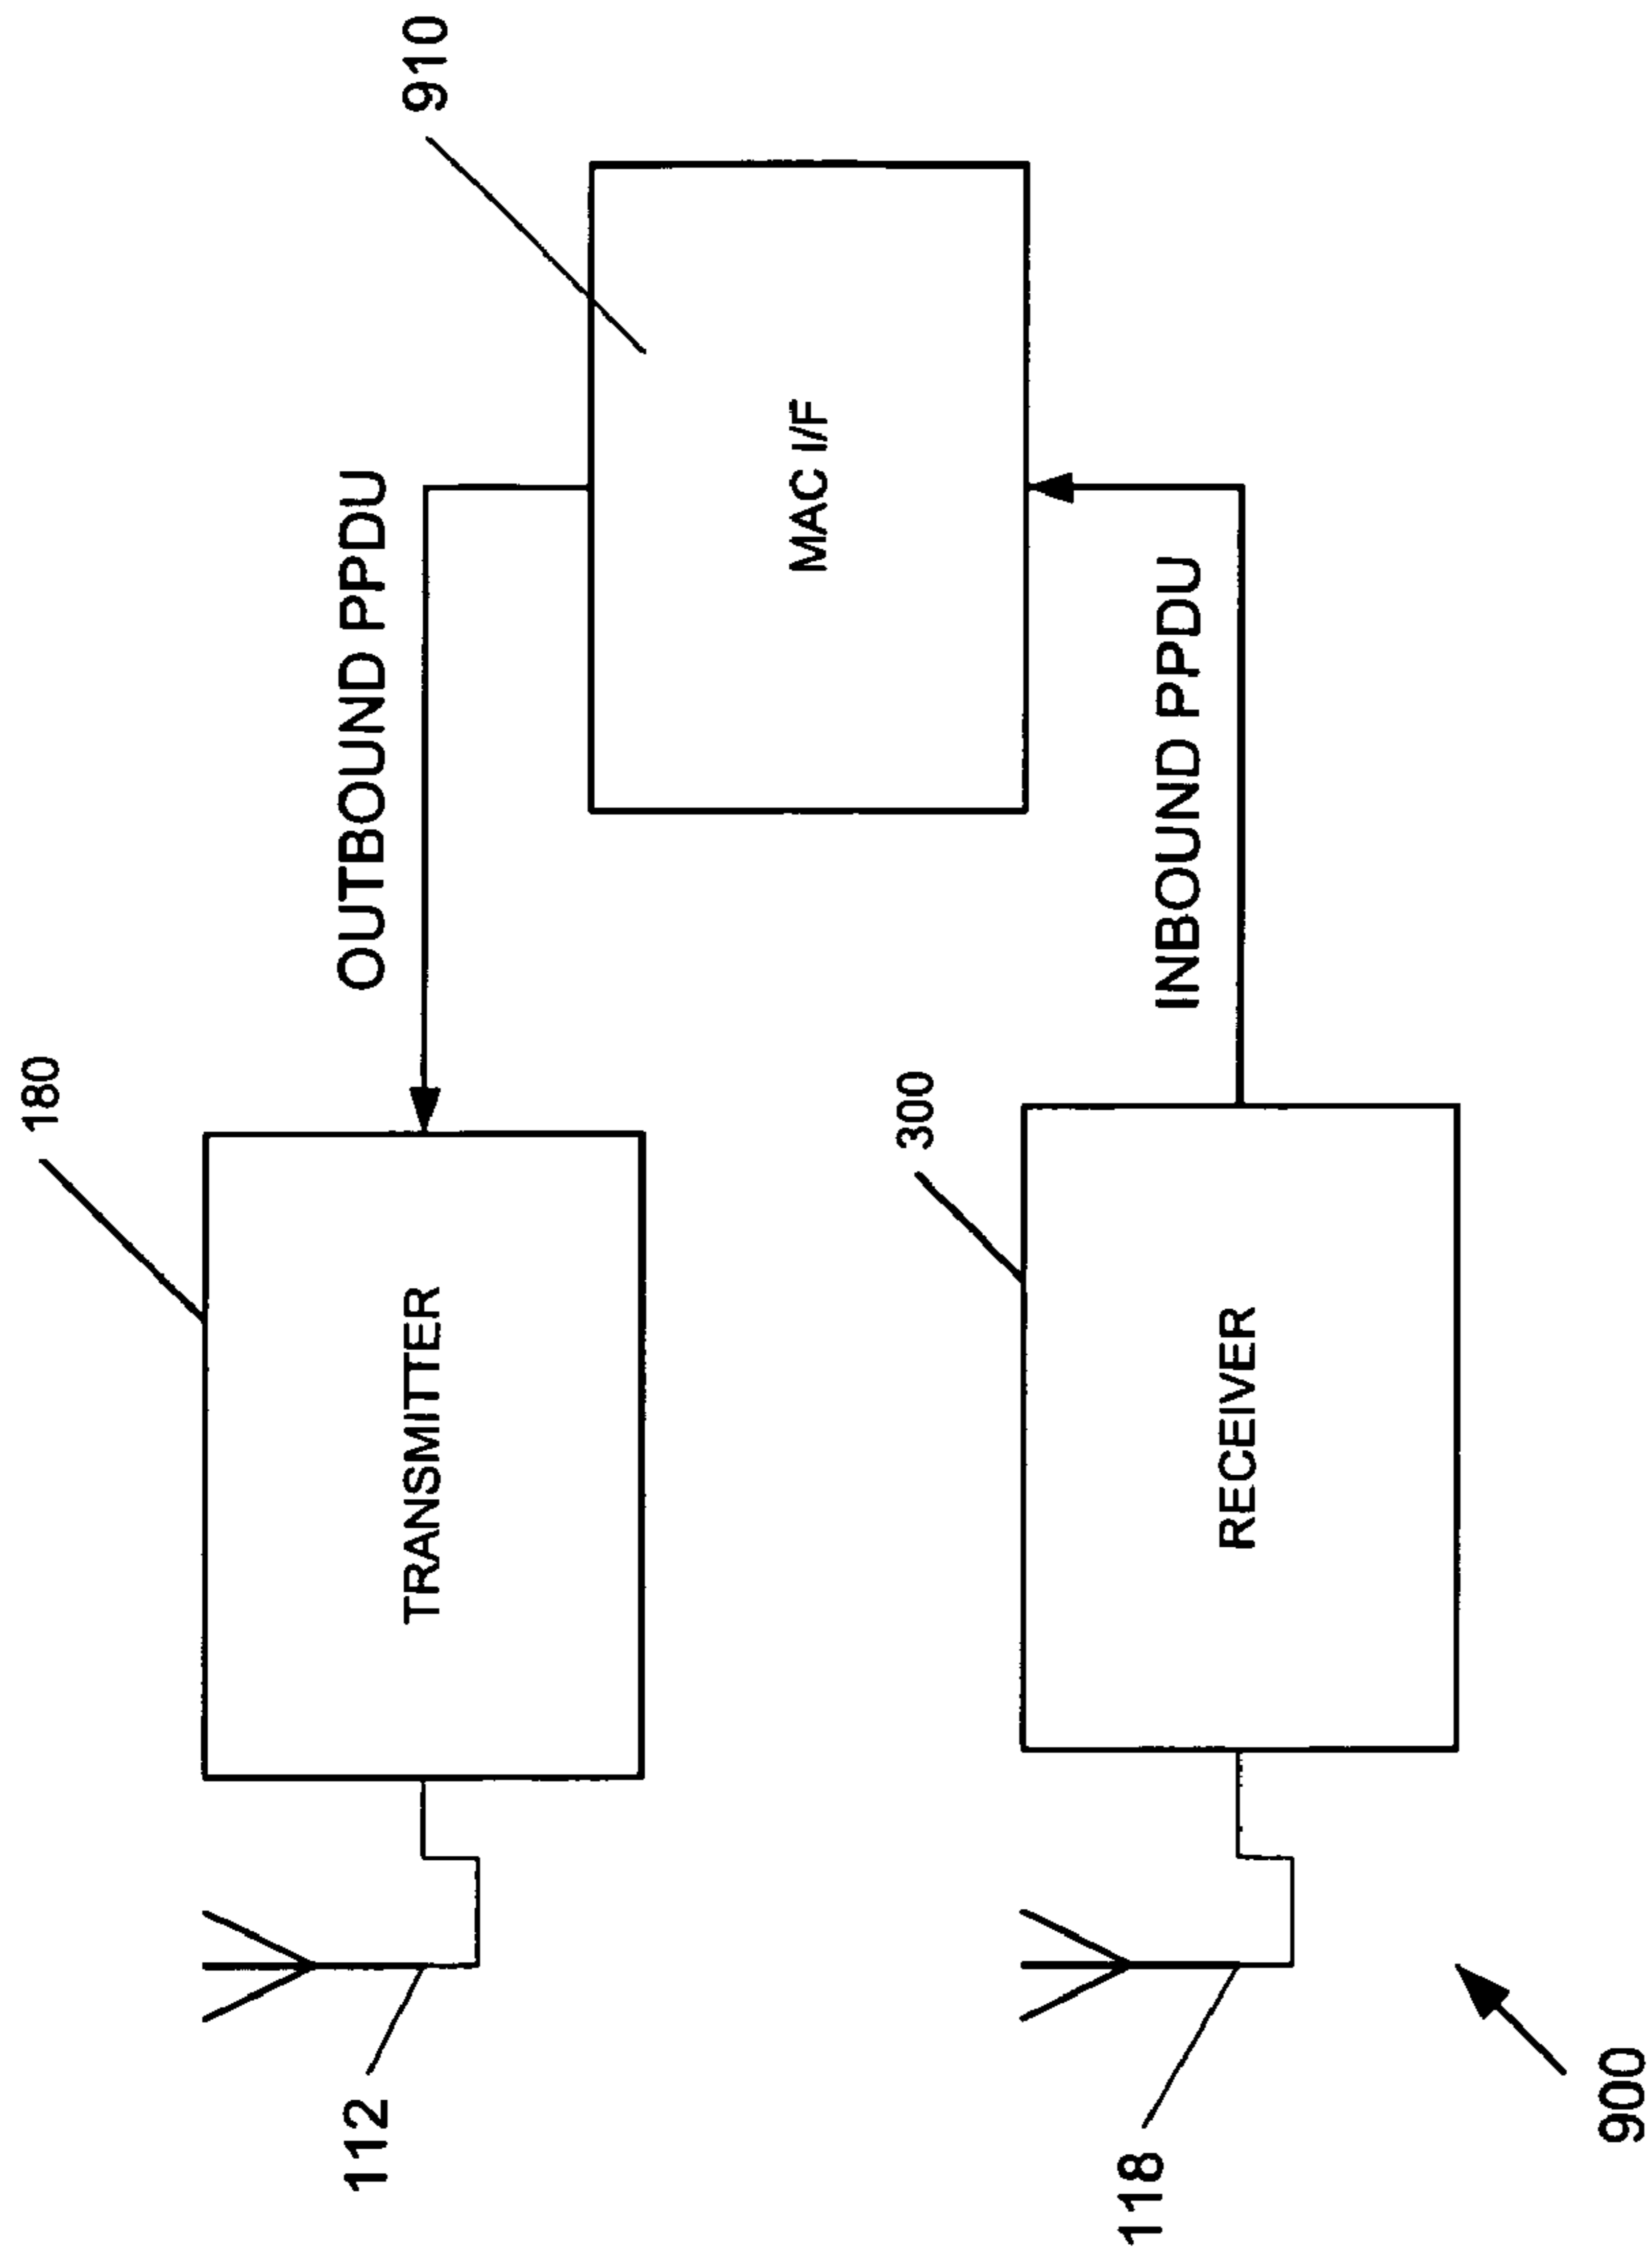 180
OUTBOUND PPDU
910
TRANSMITTER
112
MAC I/F
300
INBOUND PPDU
RECEIVER
118
900